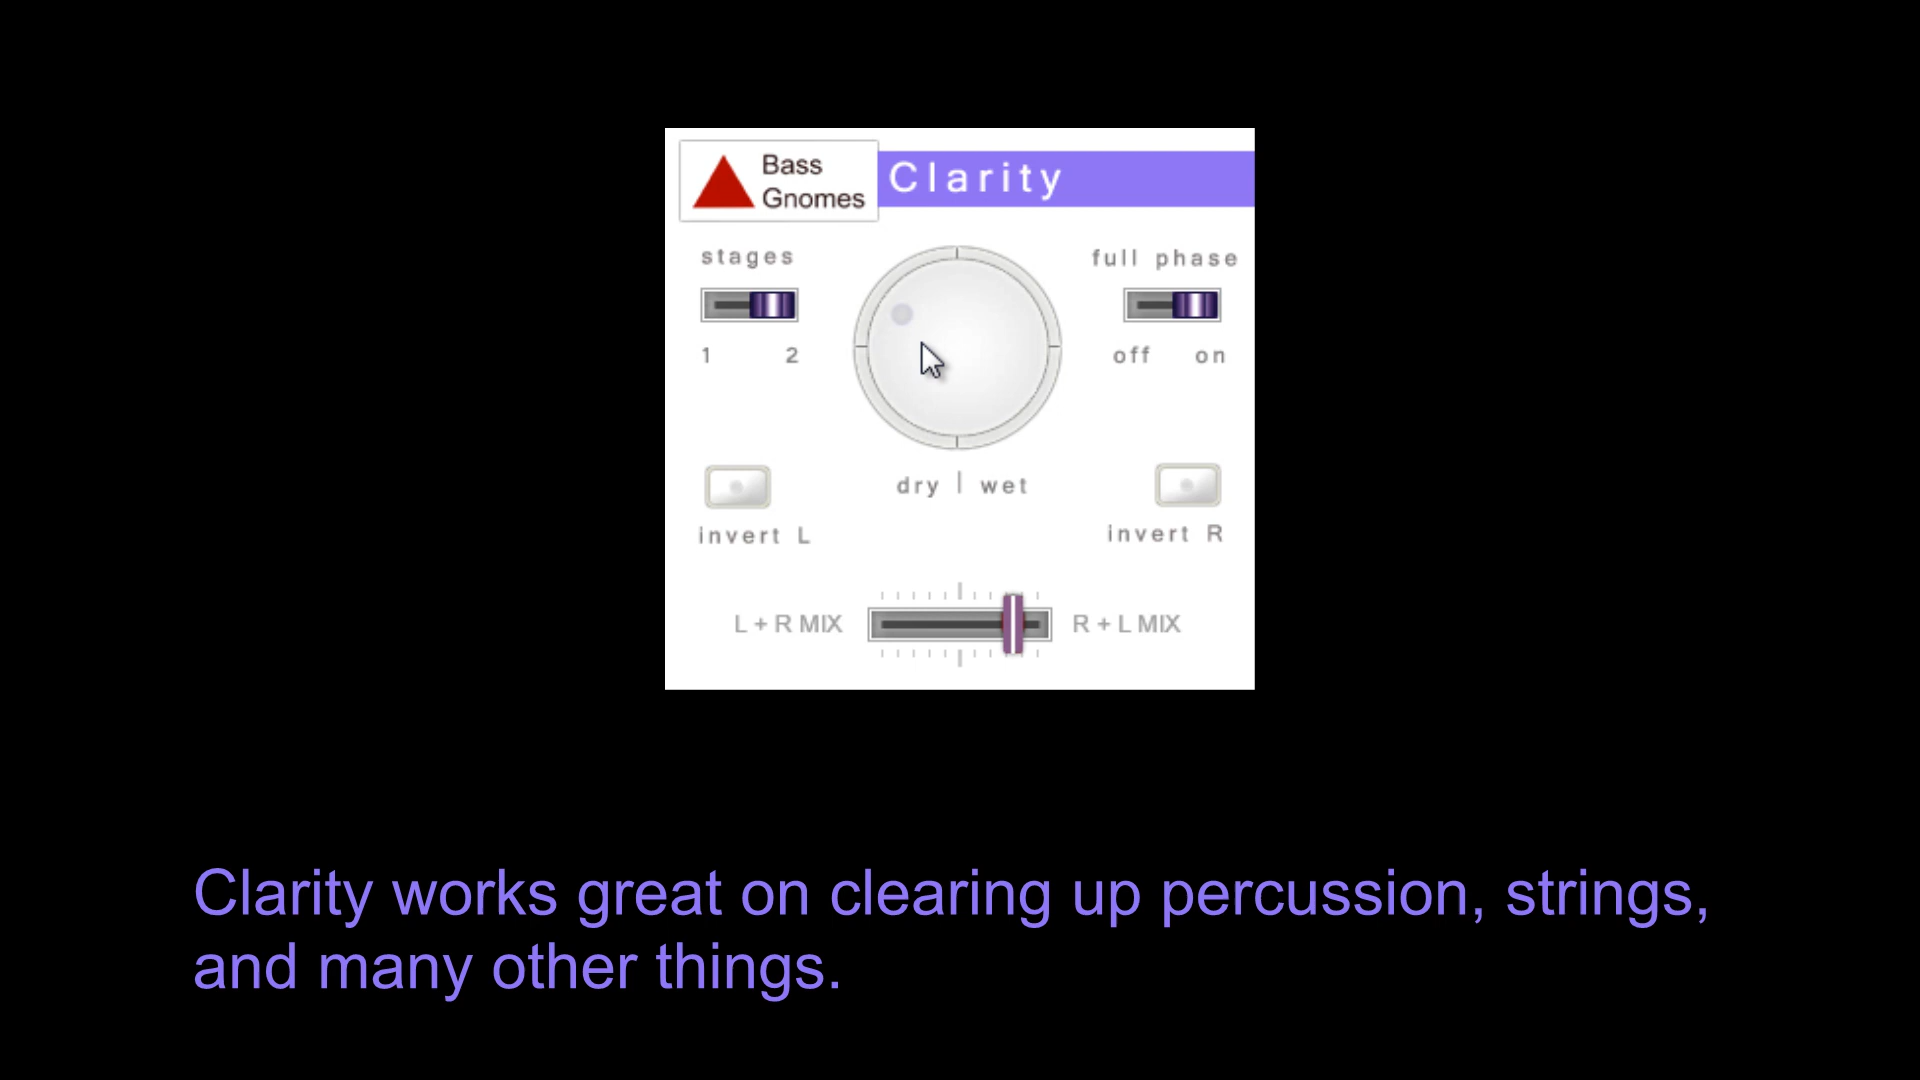 Bass
Gnomes
Clarity
stages
full phase
1 2
off on
dry | wet
invert L
invert R
L + R MIX
R + L MIX
Clarity works great on clearing up percussion, strings,
and many other things.